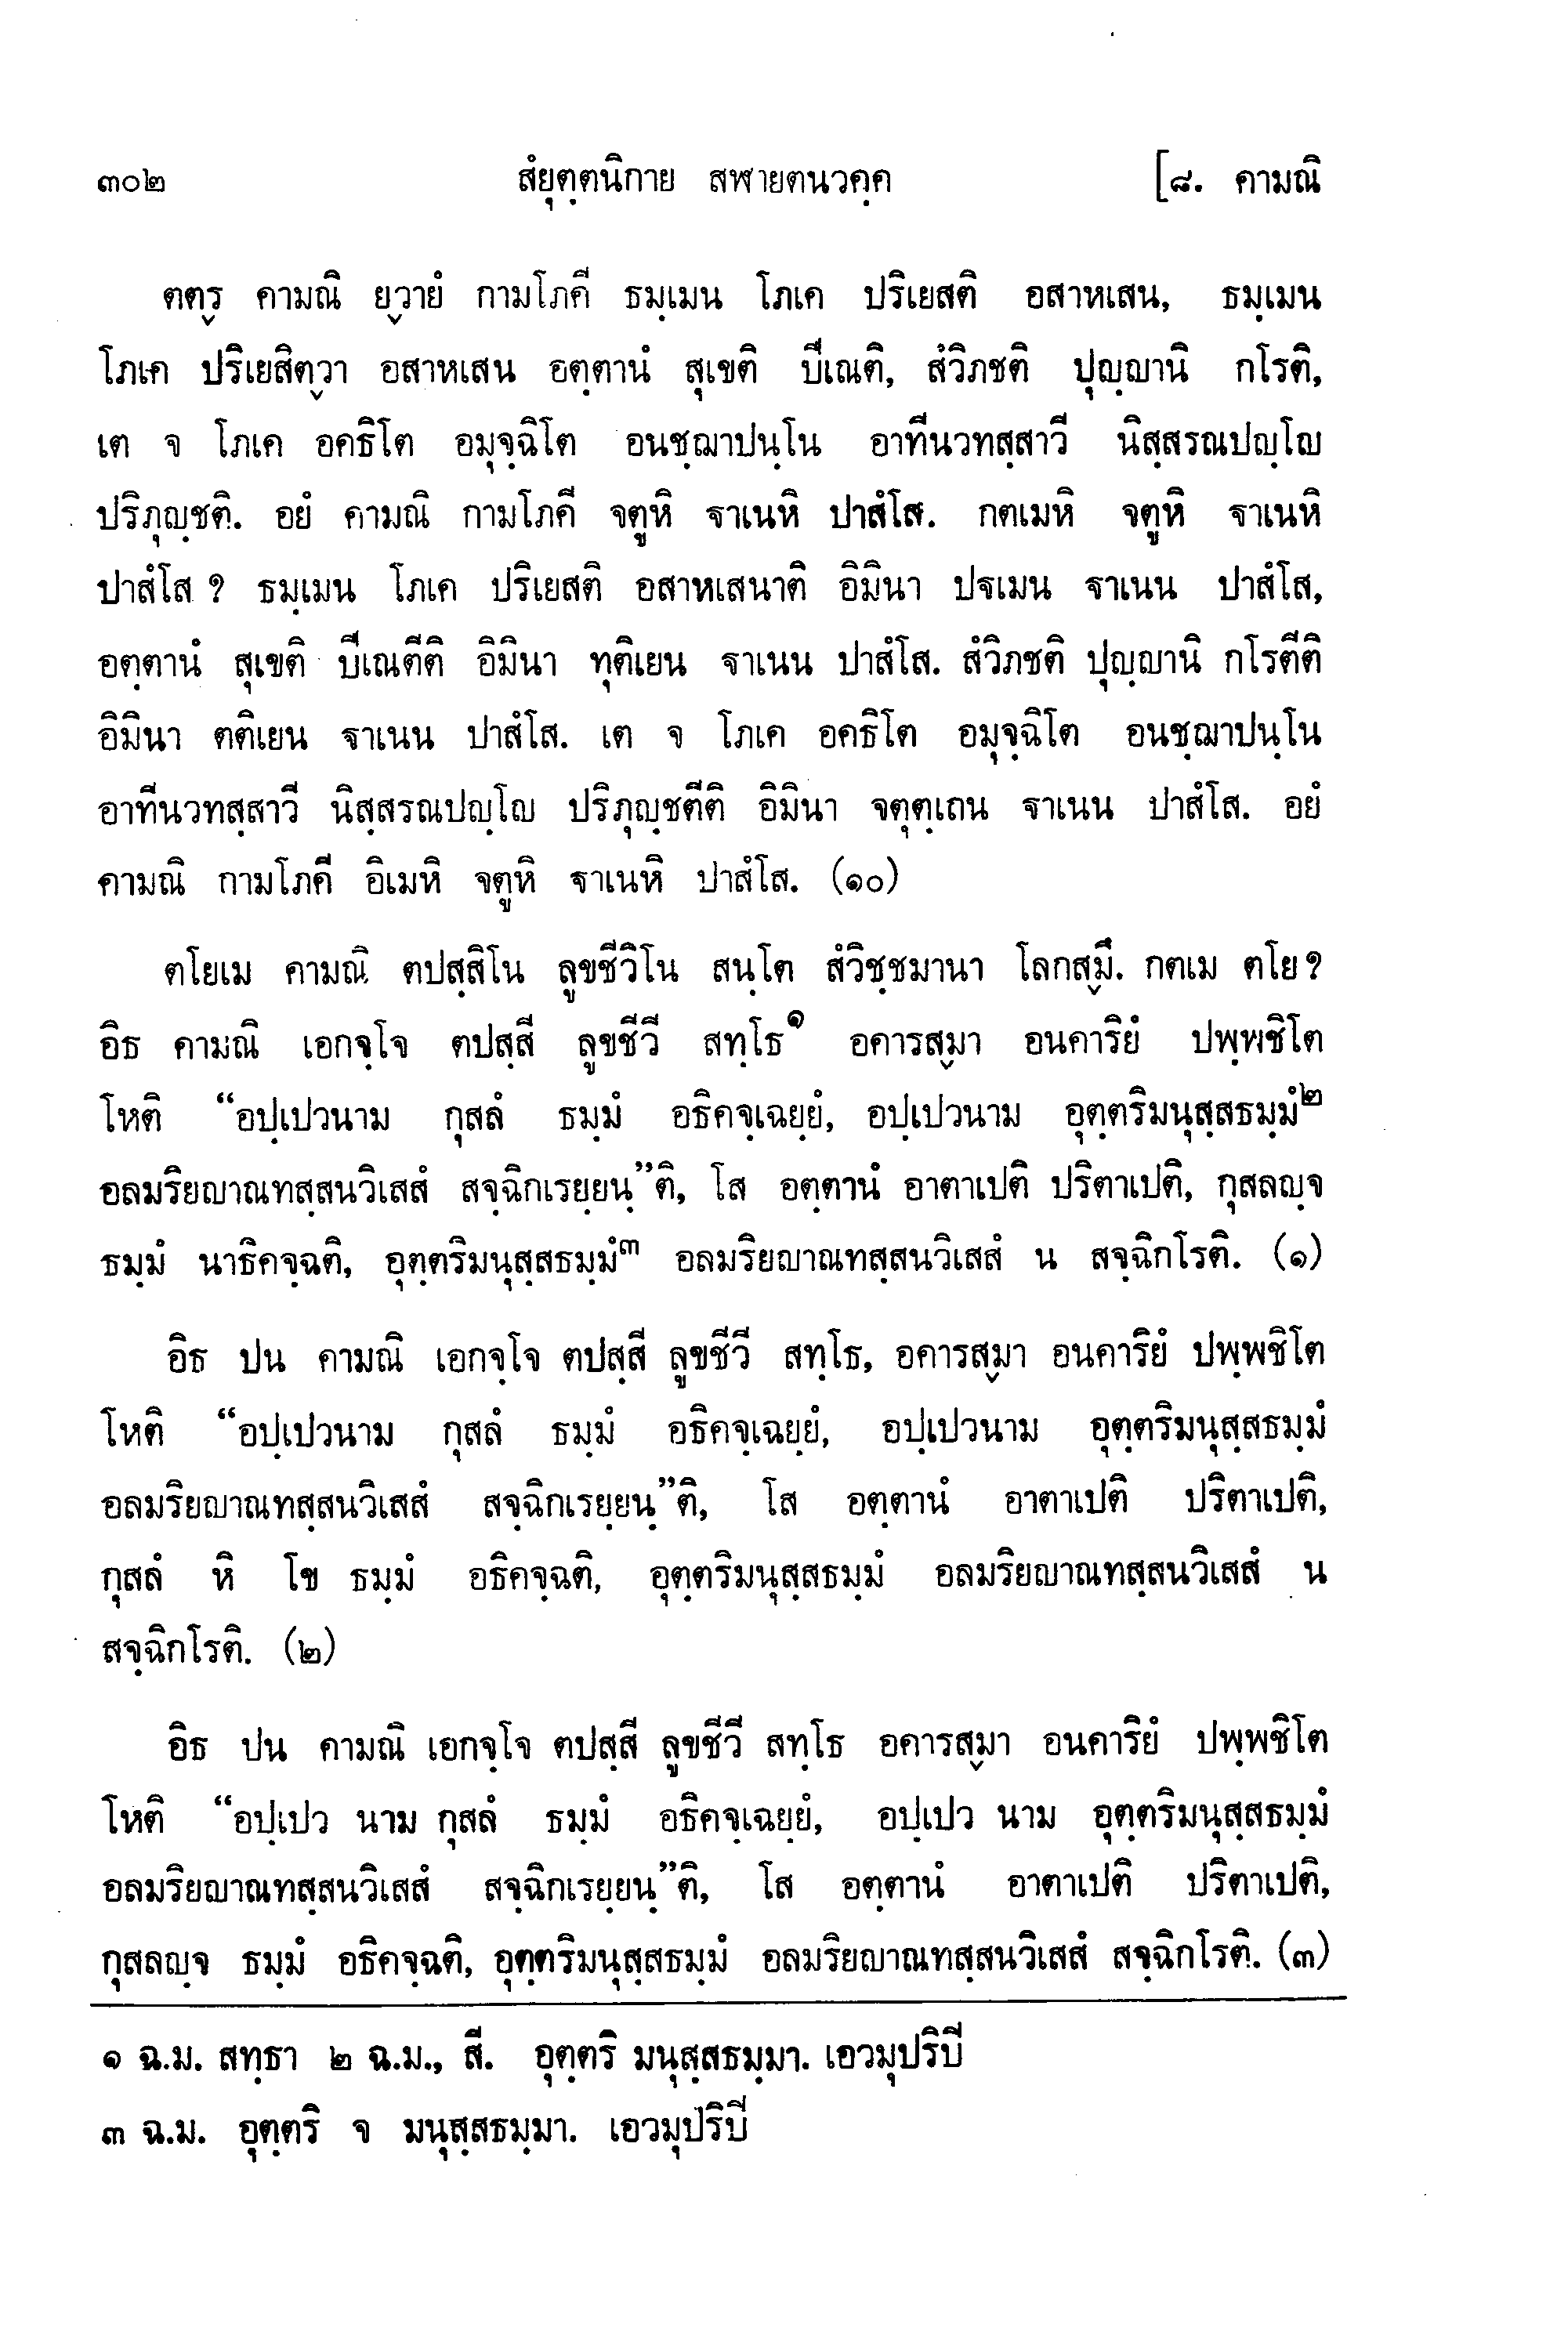 ๓๐๒ สํยุตฺตนิกาย สฬายตนวคฺค [๘. คามณิ
ตต๎ร คามณิ ย๎วายํ กามโภคี ธมฺเมน โภเค ปริเยสติ อสาหเสน, ธมฺเมน
โภเค ปริเยสิต๎วา อสาหเสน อตฺตานํ สุเขติ ปีเณติ, สํวิภชติ ปุญฺญานิ กโรติ,
เต จ โภเค อคธิโต อมุจฺฉิโต อนชฺฌาปนฺโน อาทีนวทสฺสาวี นิสฺสรณปญฺโญ
ปริภุญฺชติ. อยํ คามณิ กามโภคี จตูหิ ฐาเนหิ ปาสํโส. กตเมหิ จตูหิ ฐาเนหิ
ปาสํโส ? ธมฺเมน โภเค ปริเยสติ อสาหเสนาติ อิมินา ปฐเมน ฐาเนน ปาสํโส,
อตฺตานํ สุเขติ ปีเณตีติ อิมินา ทุติเยน ฐาเนน ปาสํโส. สํวิภชติ ปุญฺญานิ กโรตีติ
อิมินา ตติเยน ฐาเนน ปาสํโส. เต จ โภเค อคธิโต อมุจฺฉิโต อนชฺฌาปนฺโน
อาทีนวทสฺสาวี นิสฺสรณปญฺโญ ปริภุญฺชตีติ อิมินา จตุตฺเถน ฐาเนน ปาสํโส. อยํ
คามณิ กามโภคี อิเมหิ จตูหิ ฐาเนหิ ปาสํโส. (๑๐)
ตโยเม คามณิ ตปสฺสิโน ลูขชีวิโน สนฺโต สํวิชฺชมานา โลกส๎มึ. กตเม ตโย ?
อิธ คามณิ เอกจฺโจ ตปสฺสี ลูขชีวี สทฺโธ๑ อคารส๎มา อนคาริยํ ปพฺพชิโต
โหติ “อปฺเปวนาม กุสลํ ธมฺมํ อธิคจฺเฉยฺยํ, อปฺเปวนาม อุตฺตริมนุสฺสธมฺมํ๒
อลมริยญาณทสฺสนวิเสสํ สจฺฉิกเรยฺยนฺ”ติ, โส อตฺตานํ อาตาเปติ ปริตาเปติ, กุสลญฺจ
ธมฺมํ นาธิคจฺฉติ, อุตฺตริมนุสฺสธมฺมํ๓ อลมริยญาณทสฺสนวิเสสํ น สจฺฉิกโรติ. (๑)
อิธ ปน คามณิ เอกจฺโจ ตปสฺสี ลูขชีวี สทฺโธ, อคารส๎มา อนคาริยํ ปพฺพชิโต
โหติ “อปฺเปวนาม กุสลํ ธมฺมํ อธิคจฺเฉยฺยํ, อปฺเปวนาม อุตฺตริมนุสฺสธมฺมํ
อลมริยญาณทสฺสนวิเสสํ สจฺฉิกเรยฺยนฺ”ติ, โส อตฺตานํ อาตาเปติ ปริตาเปติ,
กุสลํ หิ โข ธมฺมํ อธิคจฺฉติ, อุตฺตริมนุสฺสธมฺมํ อลมริยญาณทสฺสนวิเสสํ น
สจฺฉิกโรติ. (๒)
อิธ ปน คามณิ เอกจฺโจ ตปสฺสี ลูขชีวี สทฺโธ อคารส๎มา อนคาริยํ ปพฺพชิโต
โหติ “อปฺเปว นาม กุสลํ ธมฺมํ อธิคจฺเฉยฺยํ, อปฺเปว นาม อุตฺตริมนุสฺสธมฺมํ
อลมริยญาณทสฺสนวิเสสํ สจฺฉิกเรยฺยนฺ”ติ, โส อตฺตานํ อาตาเปติ ปริตาเปติ,
กุสลญฺจ ธมฺมํ อธิคจฺฉติ, อุตฺตริมนุสฺสธมฺมํ อลมริยญาณทสฺสนวิเสสํ สจฺฉิกโรติ. (๓)
๑ ฉ.ม. สทฺธา ๒ ฉ.ม., สี. อุตฺตริ มนุสฺสธมฺมา. เอวมุปริปี
๓ ฉ.ม. อุตฺตริ จ มนุสฺสธมฺมา. เอวมุปริปี